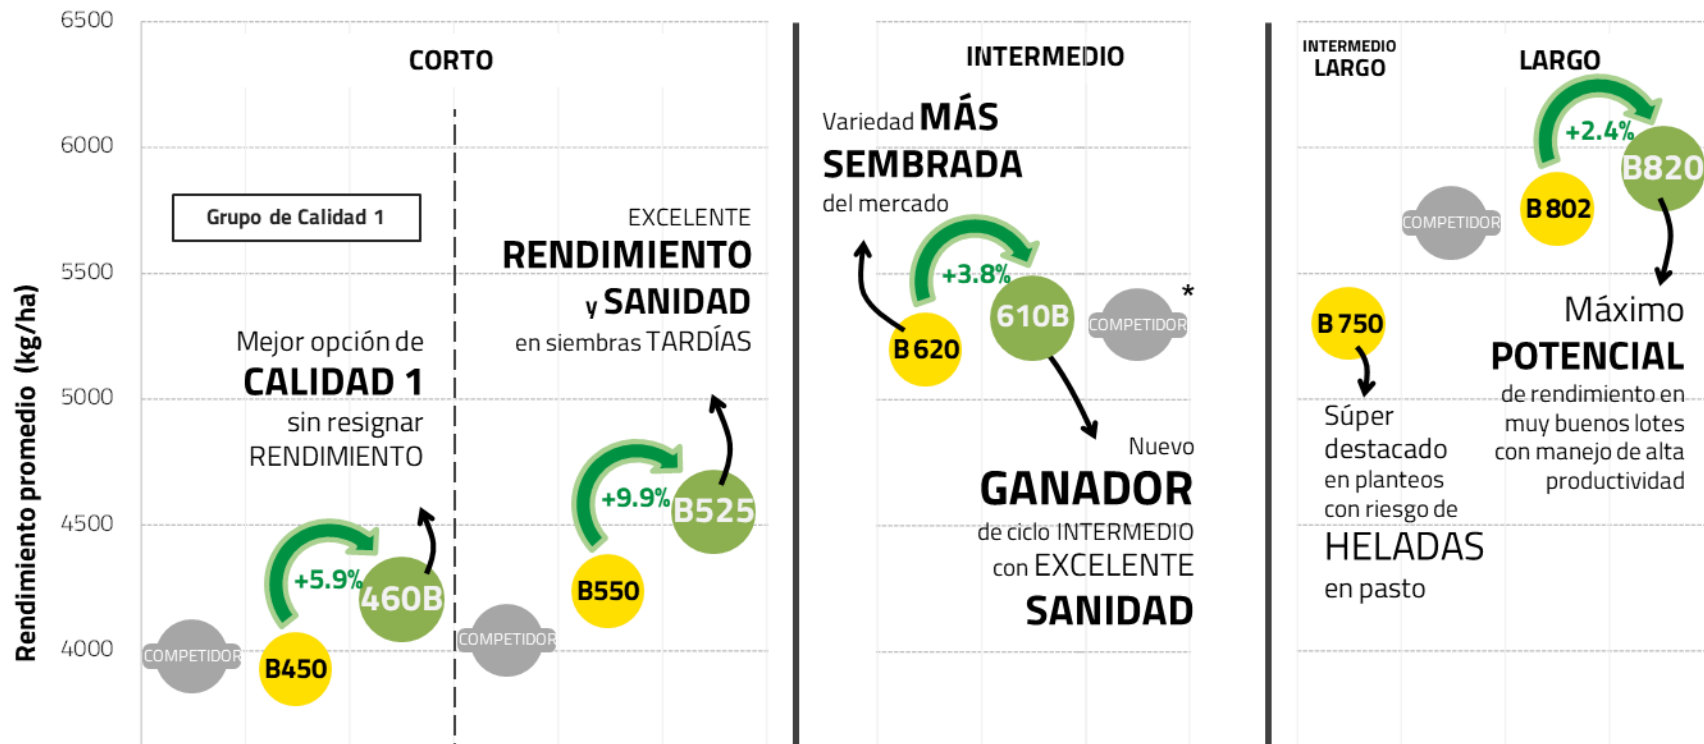 Rendimiento promedio (kg/ha)
6500
6000
5500
5000
4500
4000
CORTO
Grupo de Calidad 1
Mejor opción de
CALIDAD 1
sin resignar
RENDIMIENTO
COMPETIDOR
B450
+5.9%
460B
EXCELENTE
RENDIMIENTO
y SANIDAD
en siembras TARDÍAS
COMPETIDOR
B550
+9.9%
B525
INTERMEDIO
Variedad MÁS
SEMBRADA
del mercado
B620
+3.8%
610B
COMPETIDOR
*
Nuevo
GANADOR
de ciclo INTERMEDIO
con EXCELENTE
SANIDAD
INTERMEDIO
LARGO
B750
Súper
destacado
en planteos
con riesgo de
HELADAS
en pasto
LARGO
COMPETIDOR
B802
+2.4%
B820
Máximo
POTENCIAL
de rendimiento en
muy buenos lotes
con manejo de alta
productividad